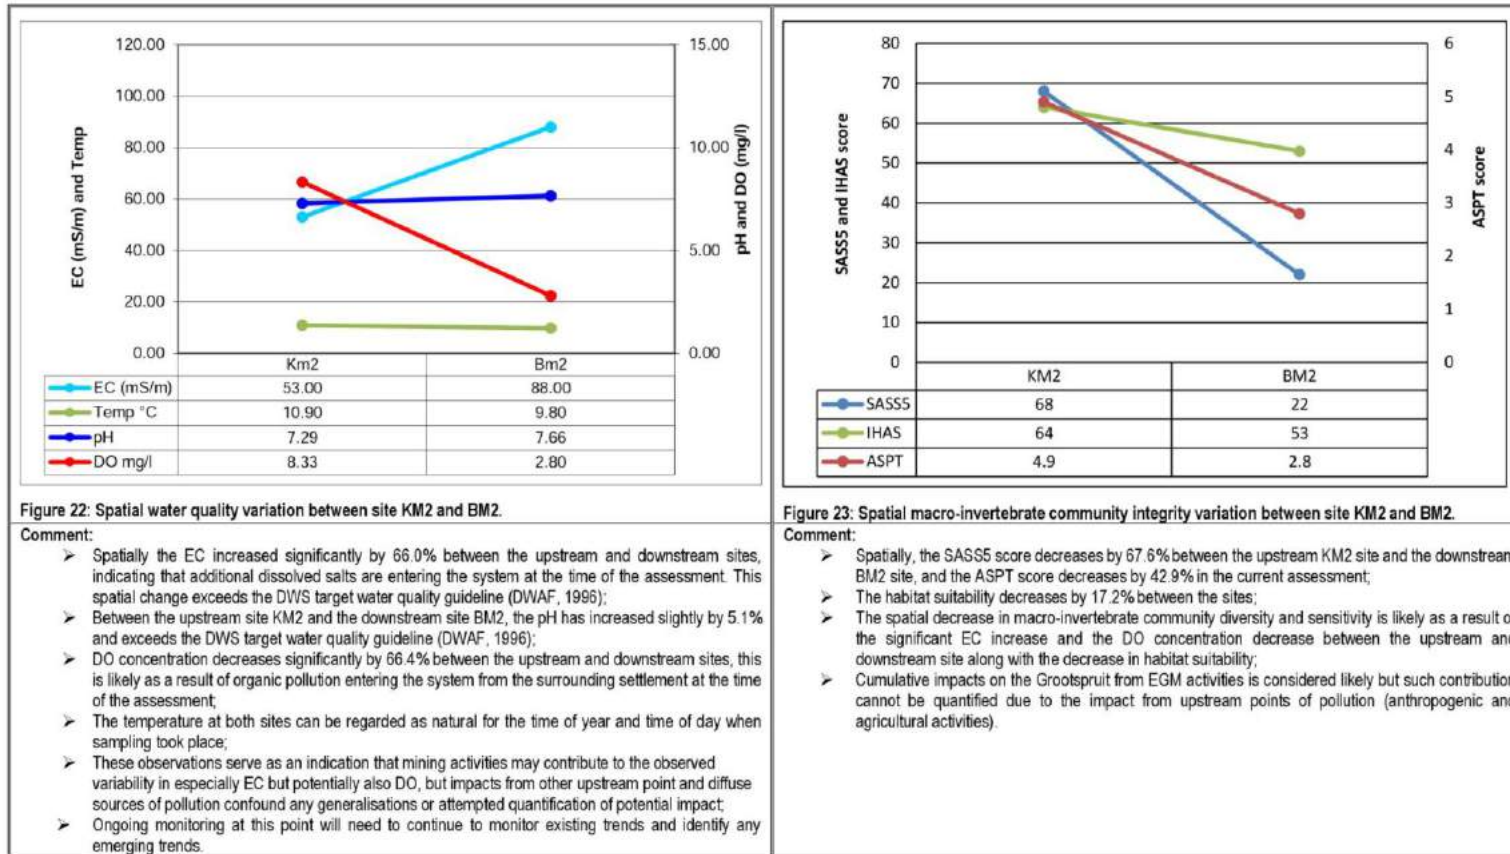 120.00
100.00
80.00
60.00
40.00
20.00
0.00
EC (mS/m) and Temp
15.00
10.00
5.00
0.00
pH and DO (mg/l)
Km2 Bm2
EC (mS/m) 53.00 88.00
Temp °C 10.90 9.80
pH 7.29 7.66
DO mg/l 8.33 2.80
Figure 22: Spatial water quality variation between site KM2 and BM2.
Comment:
➢ Spatially the EC increased significantly by 66.0% between the upstream and downstream sites,
indicating that additional dissolved salts are entering the system at the time of the assessment. This
spatial change exceeds the DWS target water quality guideline (DWAF, 1996);
➢ Between the upstream site KM2 and the downstream site BM2, the pH has increased slightly by 5.1%
and exceeds the DWS target water quality guideline (DWAF, 1996);
➢ DO concentration decreases significantly by 66.4% between the upstream and downstream sites, this
is likely as a result of organic pollution entering the system from the surrounding settlement at the time
of the assessment;
➢ The temperature at both sites can be regarded as natural for the time of year and time of day when
sampling took place;
➢ These observations serve as an indication that mining activities may contribute to the observed
variability in especially EC but potentially also DO, but impacts from other upstream point and diffuse
sources of pollution confound any generalisations or attempted quantification of potential impact;
➢ Ongoing monitoring at this point will need to continue to monitor existing trends and identify any
emerging trends.
80
70
60
50
40
30
20
10
0
SASS5 and IHAS score
6
5
4
3
2
1
0
ASPT score
KM2 BM2
SASS5 68 22
IHAS 64 53
ASPT 4.9 2.8
Figure 23: Spatial macro-invertebrate community integrity variation between site KM2 and BM2.
Comment:
➢ Spatially, the SASS5 score decreases by 67.6% between the upstream KM2 site and the downstream
BM2 site, and the ASPT score decreases by 42.9% in the current assessment;
➢ The habitat suitability decreases by 17.2% between the sites;
➢ The spatial decrease in macro-invertebrate community diversity and sensitivity is likely as a result o
the significant EC increase and the DO concentration decrease between the upstream and
downstream site along with the decrease in habitat suitability;
➢ Cumulative impacts on the Grootspruit from EGM activities is considered likely but such contribution
cannot be quantified due to the impact from upstream points of pollution (anthropogenic and
agricultural activities).